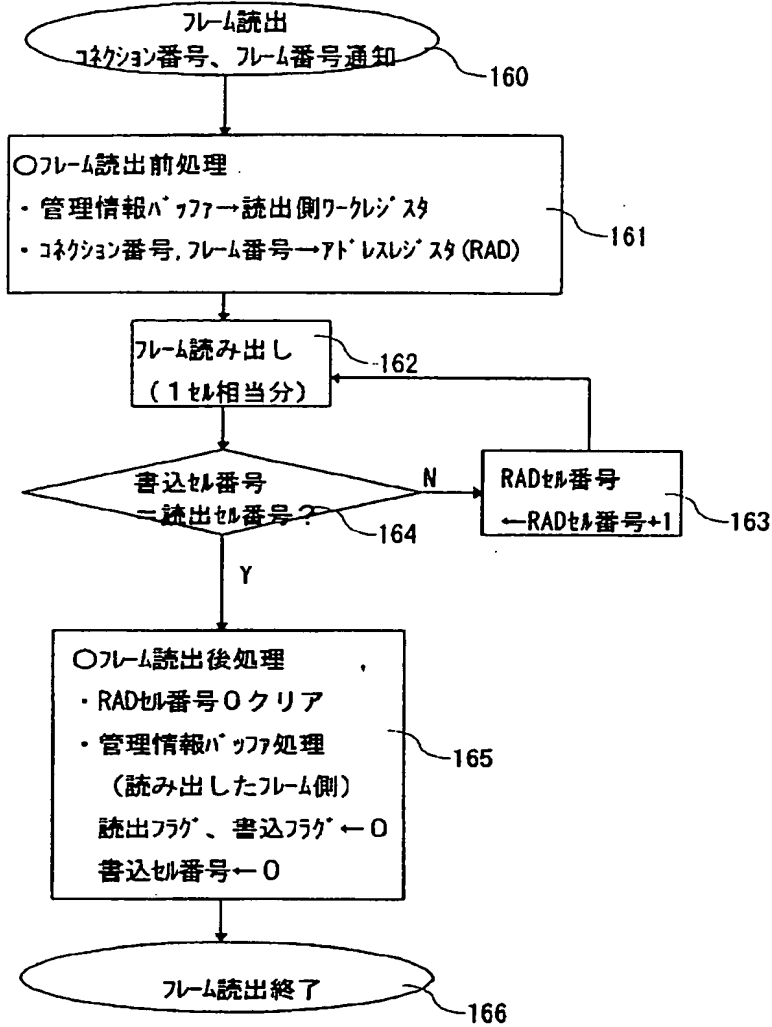 ﾌﾚｰﾑ読出
ｺﾈｸｼｮﾝ番号、ﾌﾚｰﾑ番号通知
160
○ﾌﾚｰﾑ読出前処理
・管理情報ﾊﾞｯﾌｧ→読出側ﾜｰｸﾚｼﾞｽﾀ
・ｺﾈｸｼｮﾝ番号,ﾌﾚｰﾑ番号→ｱﾄﾞﾚｽﾚｼﾞｽﾀ(RAD)
161
ﾌﾚｰﾑ読み出し
(1ｾﾙ相当分)
162
書込ｾﾙ番号
=読出ｾﾙ番号?
164
N
RADｾﾙ番号
←RADｾﾙ番号+1
163
Y
○ﾌﾚｰﾑ読出後処理
・RADｾﾙ番号0クリア
・管理情報ﾊﾞｯﾌｧ処理
(読み出したﾌﾚｰﾑ側)
読出ﾌﾗｸﾞ、書込ﾌﾗｸﾞ←0
書込ｾﾙ番号←0
165
ﾌﾚｰﾑ読出終了
166